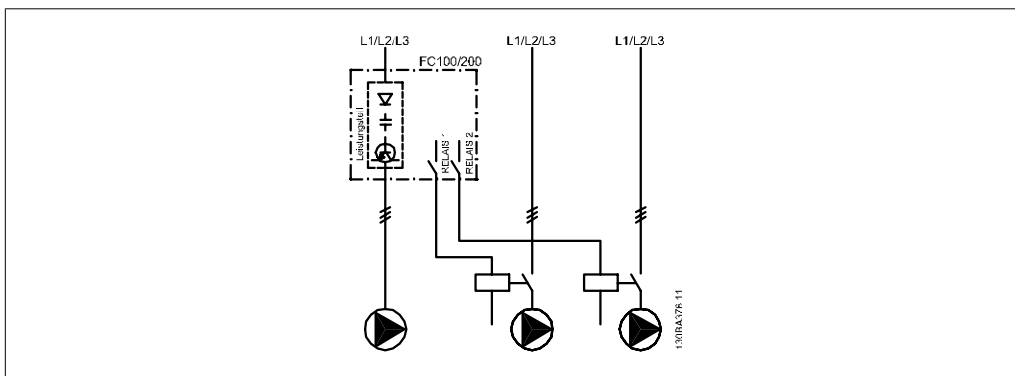 L1/L2/L3
L1/L2/L3
L1/L2/L3
FC100/200
Leistungsteil
RELAIS 1
RELAIS 2
130BA376.11